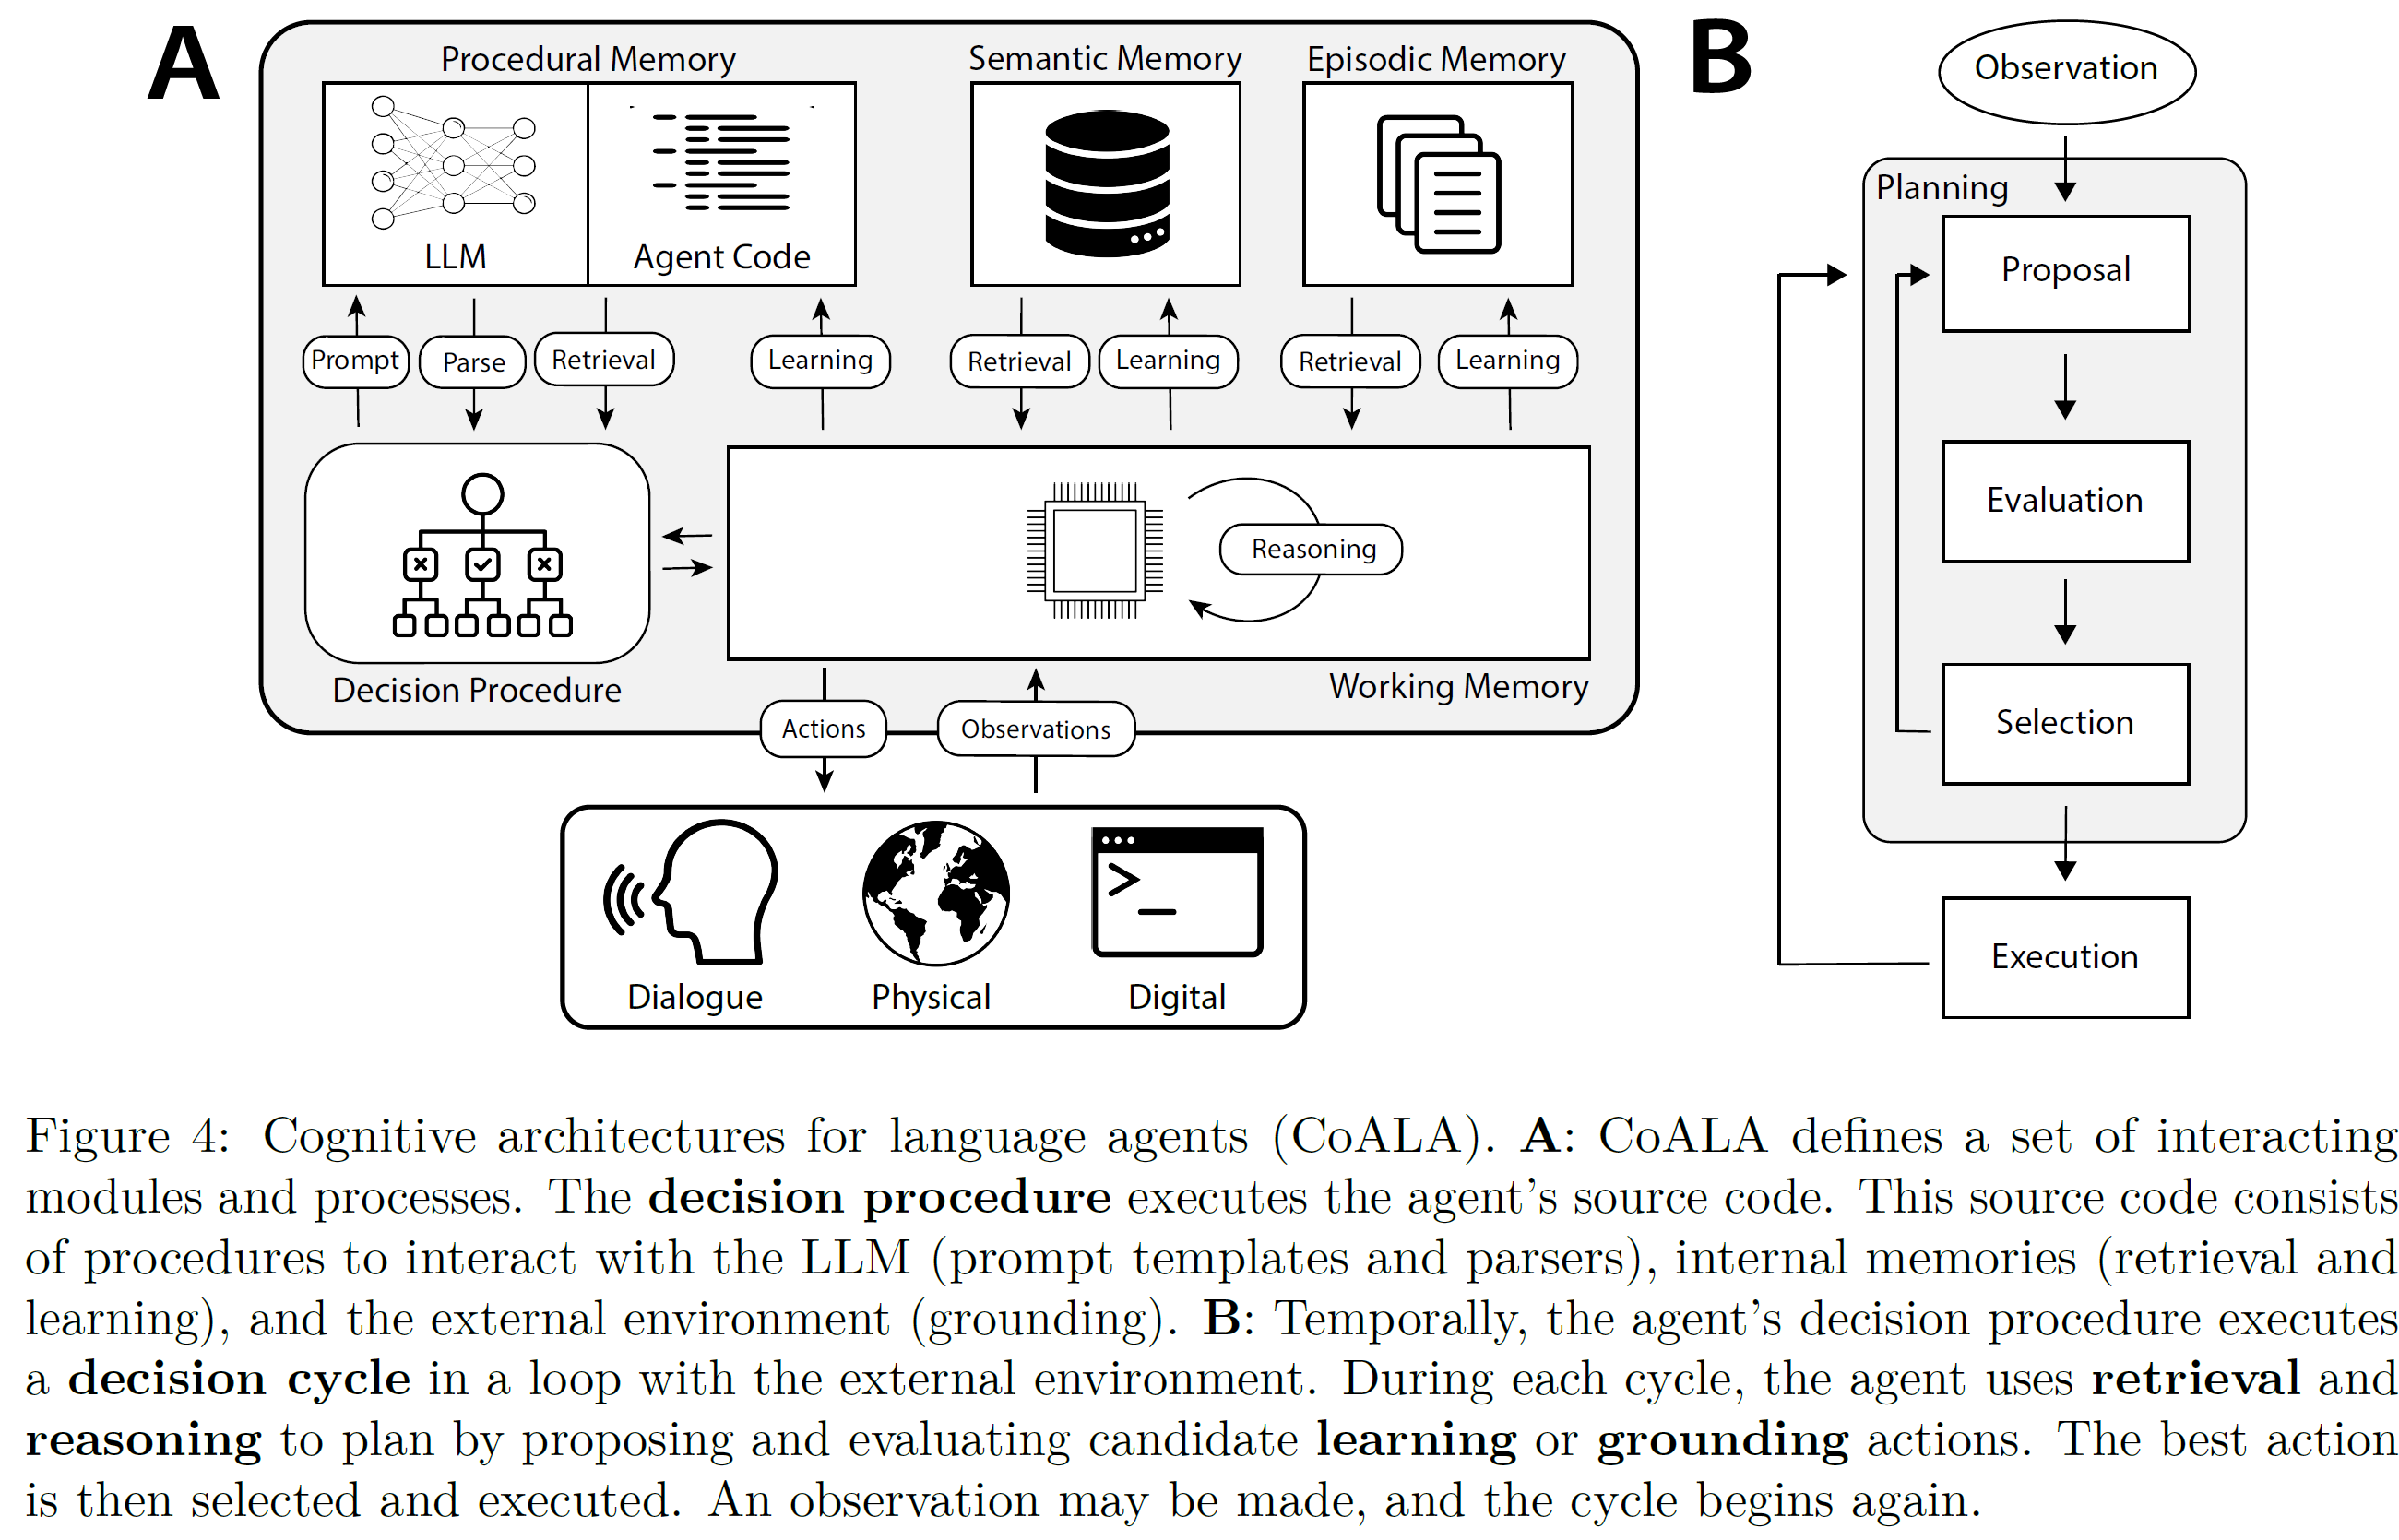 A
Procedural Memory
Semantic Memory
Episodic Memory
LLM
Agent Code
Prompt
Parse
Retrieval
Learning
Retrieval
Learning
Retrieval
Learning
Reasoning
Decision Procedure
Working Memory
Actions
Observations
Dialogue
Physical
Digital
B
Observation
Planning
Proposal
Evaluation
Selection
Execution
Figure 4: Cognitive architectures for language agents (CoALA). A: CoALA defines a set of interacting
modules and processes. The decision procedure executes the agent's source code. This source code consists
of procedures to interact with the LLM (prompt templates and parsers), internal memories (retrieval and
learning), and the external environment (grounding). B: Temporally, the agent's decision procedure executes
a decision cycle in a loop with the external environment. During each cycle, the agent uses retrieval and
reasoning to plan by proposing and evaluating candidate learning or grounding actions. The best action
is then selected and executed. An observation may be made, and the cycle begins again.